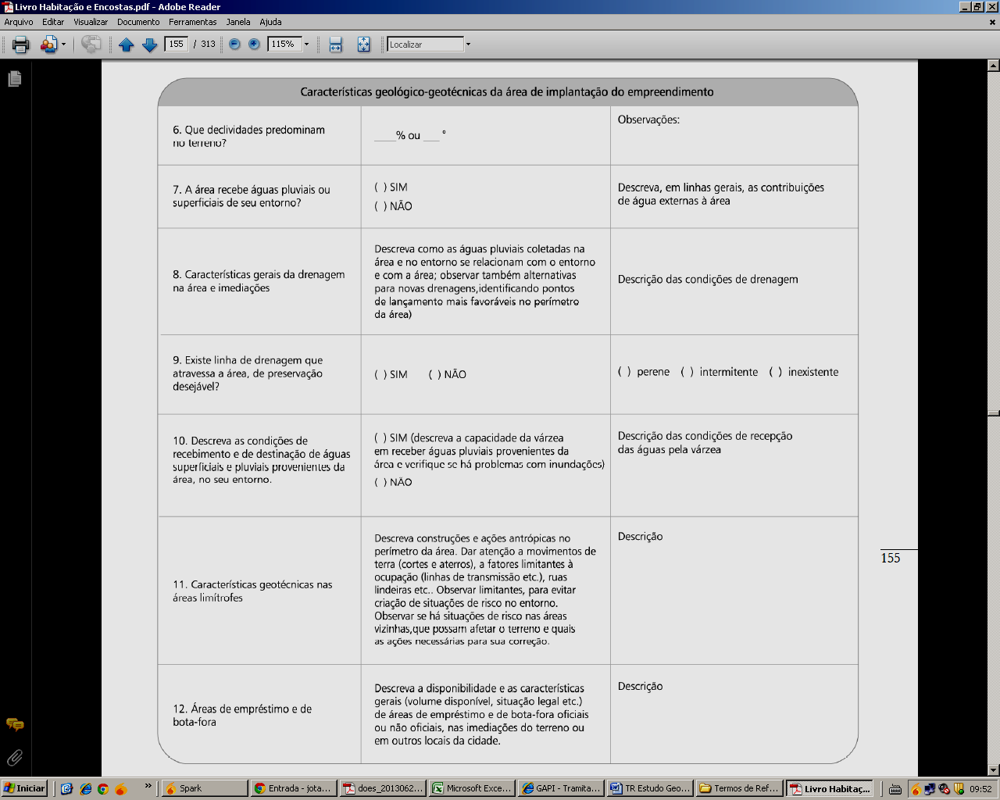 Livro Habitação e Encostas.pdf - Adobe Reader
Arquivo Editar Visualizar Documento Ferramentas Janela Ajuda
155 / 313 115% Localizar
Características geológico-geotécnicas da área de implantação do empreendimento
6. Que declividades predominam
no terreno?
____% ou ___ °
Observações:
7. A área recebe águas pluviais ou
superficiais de seu entorno?
( ) SIM
( ) NÃO
Descreva, em linhas gerais, as contribuições
de água externas à área
8. Características gerais da drenagem
na área e imediações
Descreva como as águas pluviais coletadas na
área e no entorno se relacionam com o entorno
e com a área; observar também alternativas
para novas drenagens,identificando pontos
de lançamento mais favoráveis no perímetro
da área)
Descrição das condições de drenagem
9. Existe linha de drenagem que
atravessa a área, de preservação
desejável?
( ) SIM ( ) NÃO
( ) perene ( ) intermitente ( ) inexistente
10. Descreva as condições de
recebimento e de destinação de águas
superficiais e pluviais provenientes da
área, no seu entorno.
( ) SIM (descreva a capacidade da várzea
em receber águas pluviais provenientes da
área e verifique se há problemas com inundações)
( ) NÃO
Descrição das condições de recepção
das águas pela várzea
11. Características geotécnicas nas
áreas limítrofes
Descreva construções e ações antrópicas no
perímetro da área. Dar atenção a movimentos de
terra (cortes e aterros), a fatores limitantes à
ocupação (linhas de transmissão etc.), ruas
lindeiras etc.. Observar limitantes, para evitar
criação de situações de risco no entorno.
Observar se há situações de risco nas áreas
vizinhas,que possam afetar o terreno e quais
as ações necessárias para sua correção.
Descrição
155
12. Áreas de empréstimo e de
bota-fora
Descreva a disponibilidade e as características
gerais (volume disponível, situação legal etc.)
de áreas de empréstimo e de bota-fora oficiais
ou não oficiais, nas imediações do terreno ou
em outros locais da cidade.
Descrição
Iniciar » Spark Entrada - jota... does_2013062... Microsoft Exce... GAPI - Tramita... TR Estudo Geo... Termos de Ref... Livro Habitaç... 09:52